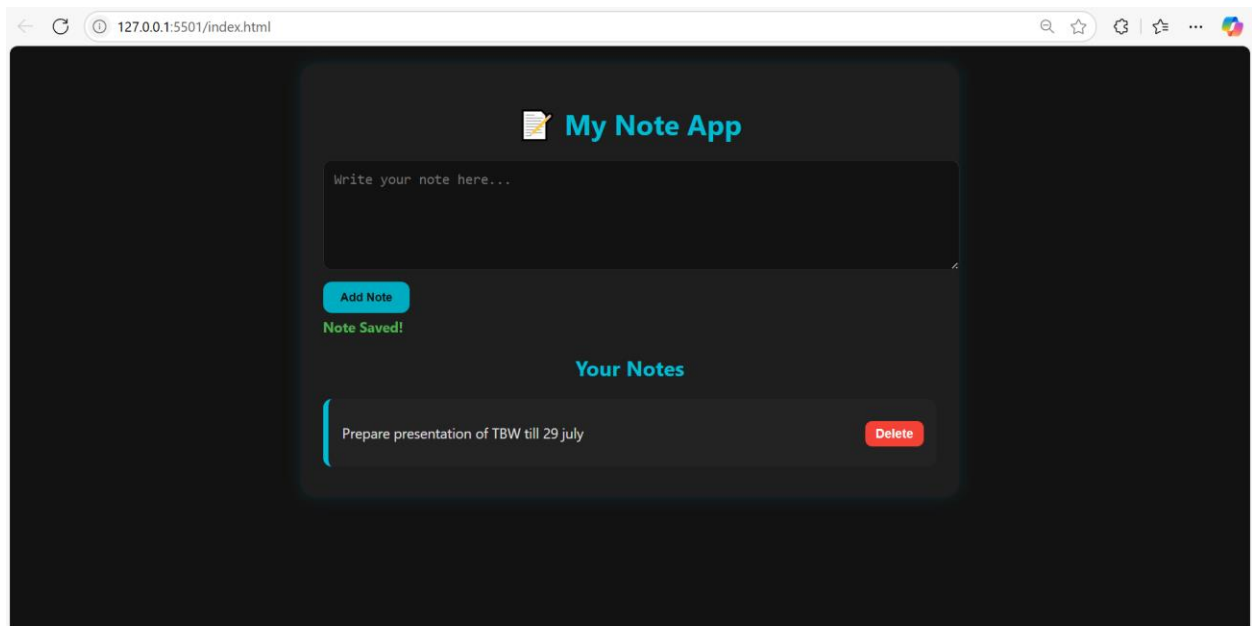 127.0.0.1:5501/index.html
My Note App
Write your note here...
Add Note
Note Saved!
Your Notes
Prepare presentation of TBW till 29 july
Delete